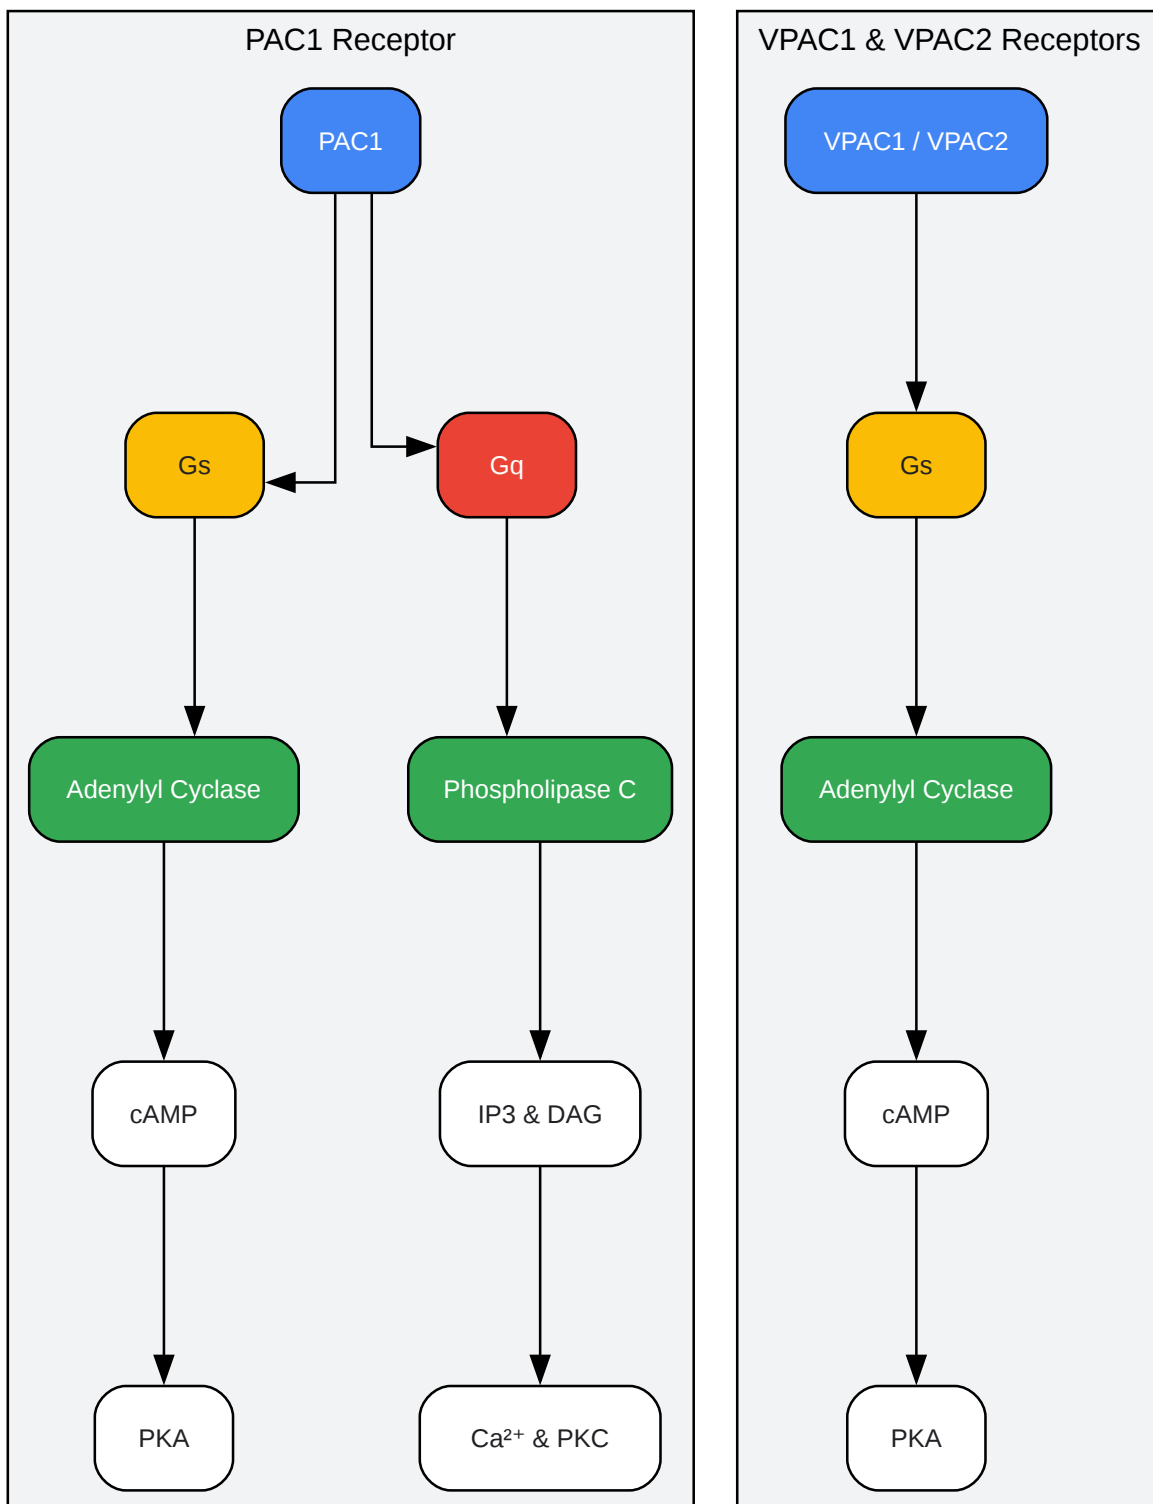 PAC1 Receptor
PAC1
Gs
Gq
Adenylyl Cyclase
Phospholipase C
cAMP
IP3 & DAG
PKA
Ca²⁺ & PKC
VPAC1 & VPAC2 Receptors
VPAC1 / VPAC2
Gs
Adenylyl Cyclase
cAMP
PKA